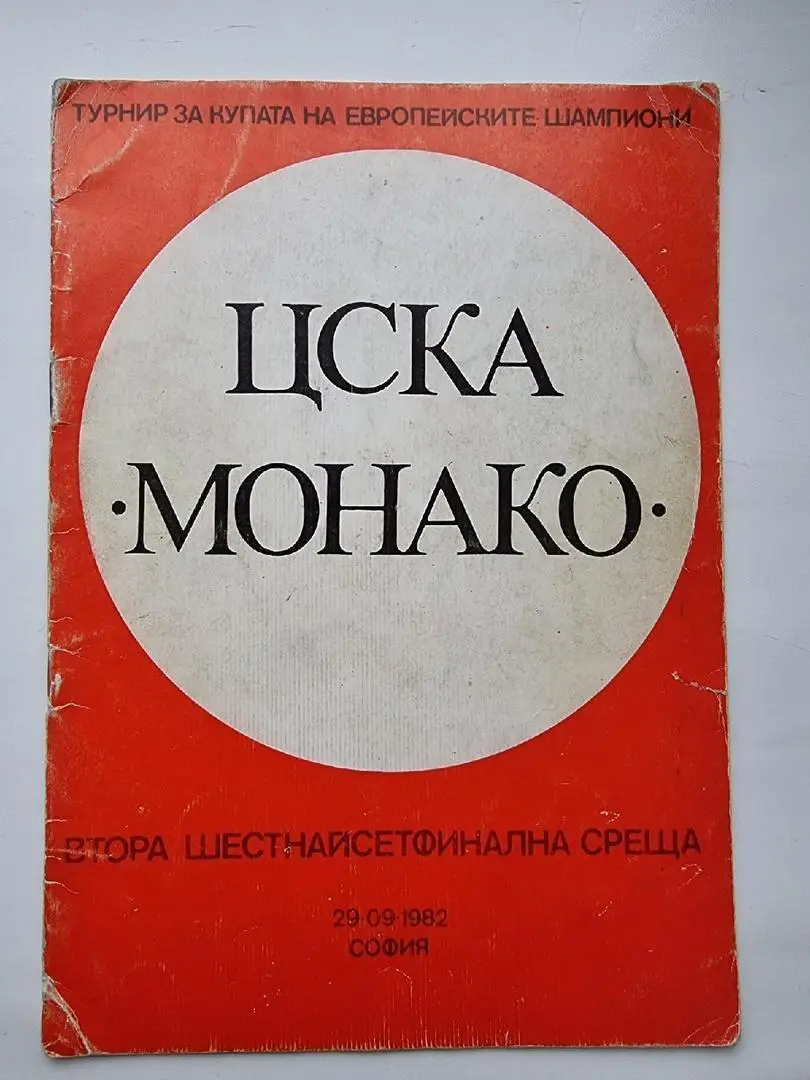 ТУРНИР ЗА КУПАТА НА ЕВРОПЕЙСКИТЕ ШАМПИОНИ
ЦСКА
·МОНАКО·
ВТОРА ШЕСТНАЙСЕТФИНАЛНА СРЕЩА
29·09·1982
СОФИЯ